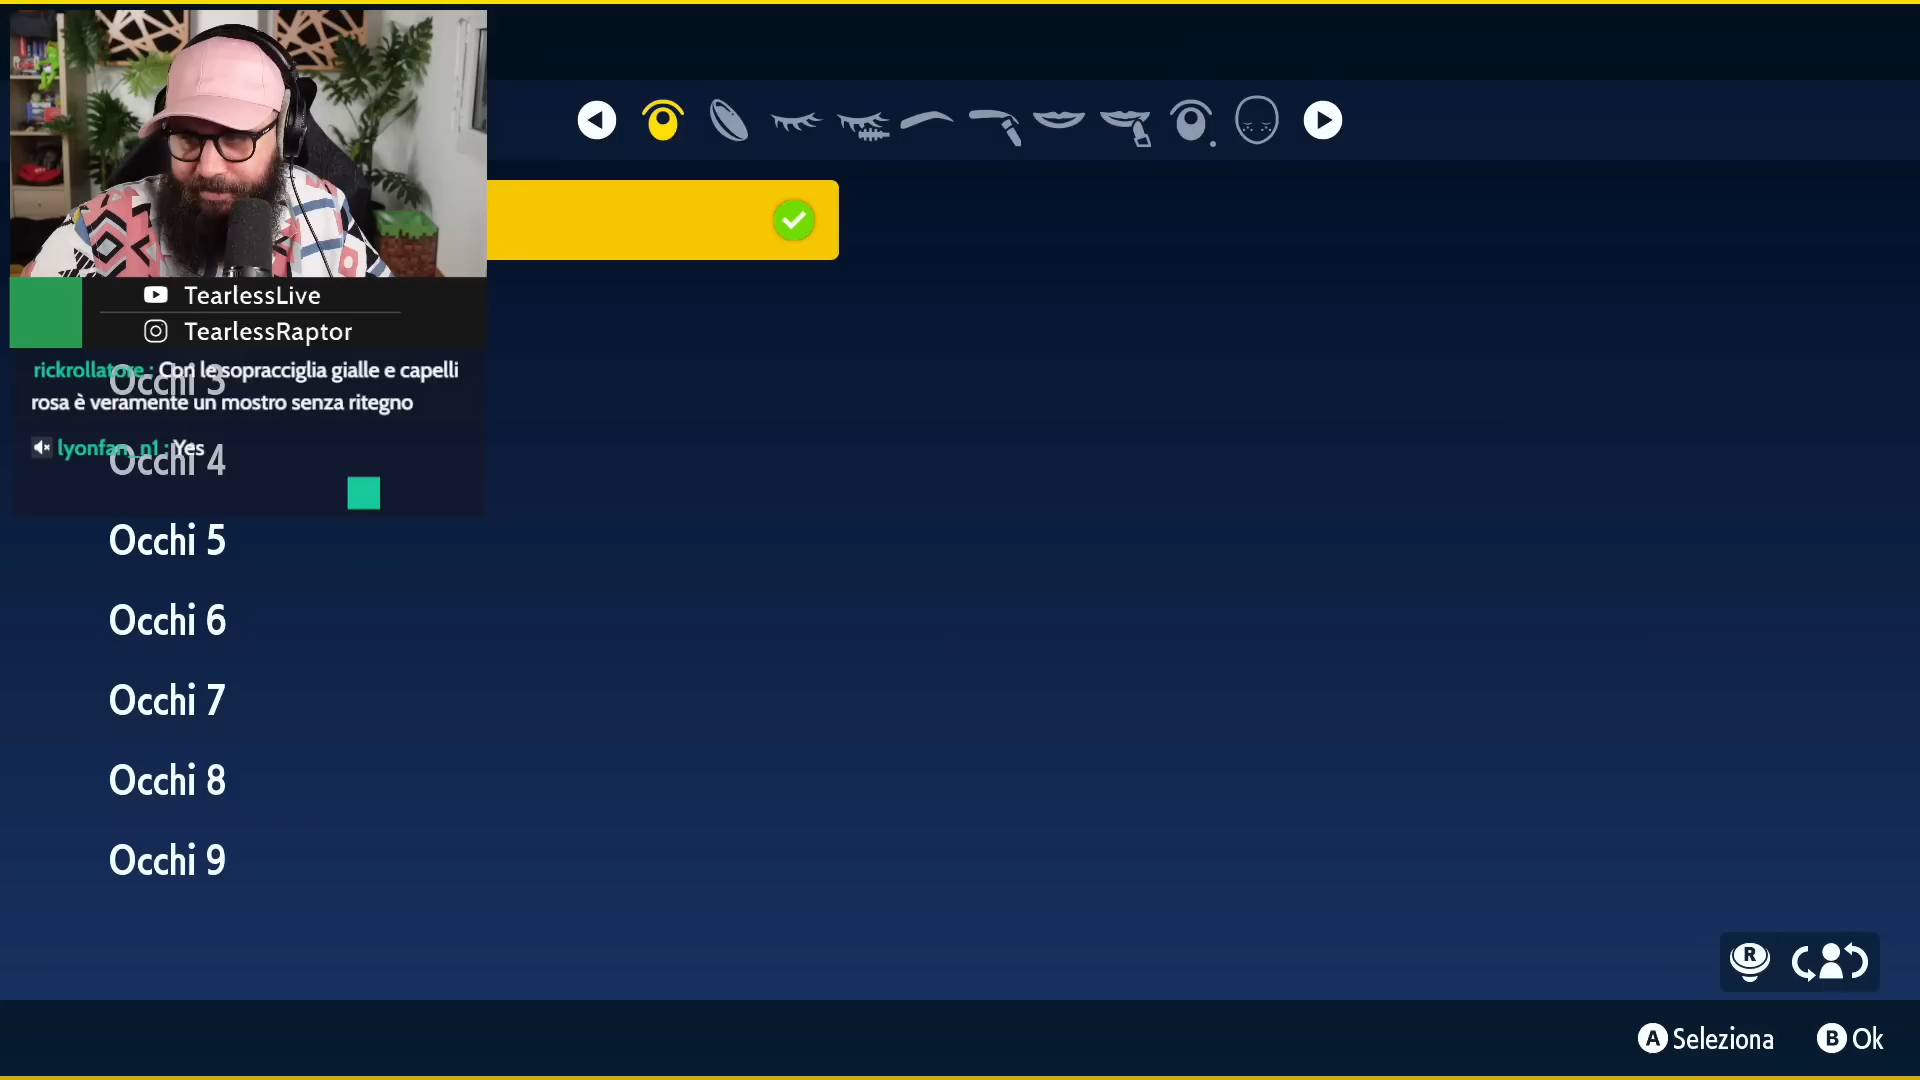 TearlessLive
TearlessRaptor
rickrollatore : Con le sopracciglia gialle e capelli
rosa è veramente un mostro senza ritegno
lyonfan_n1 : Yes
Occhi 3
Occhi 4
Occhi 5
Occhi 6
Occhi 7
Occhi 8
Occhi 9
R
A Seleziona
B Ok